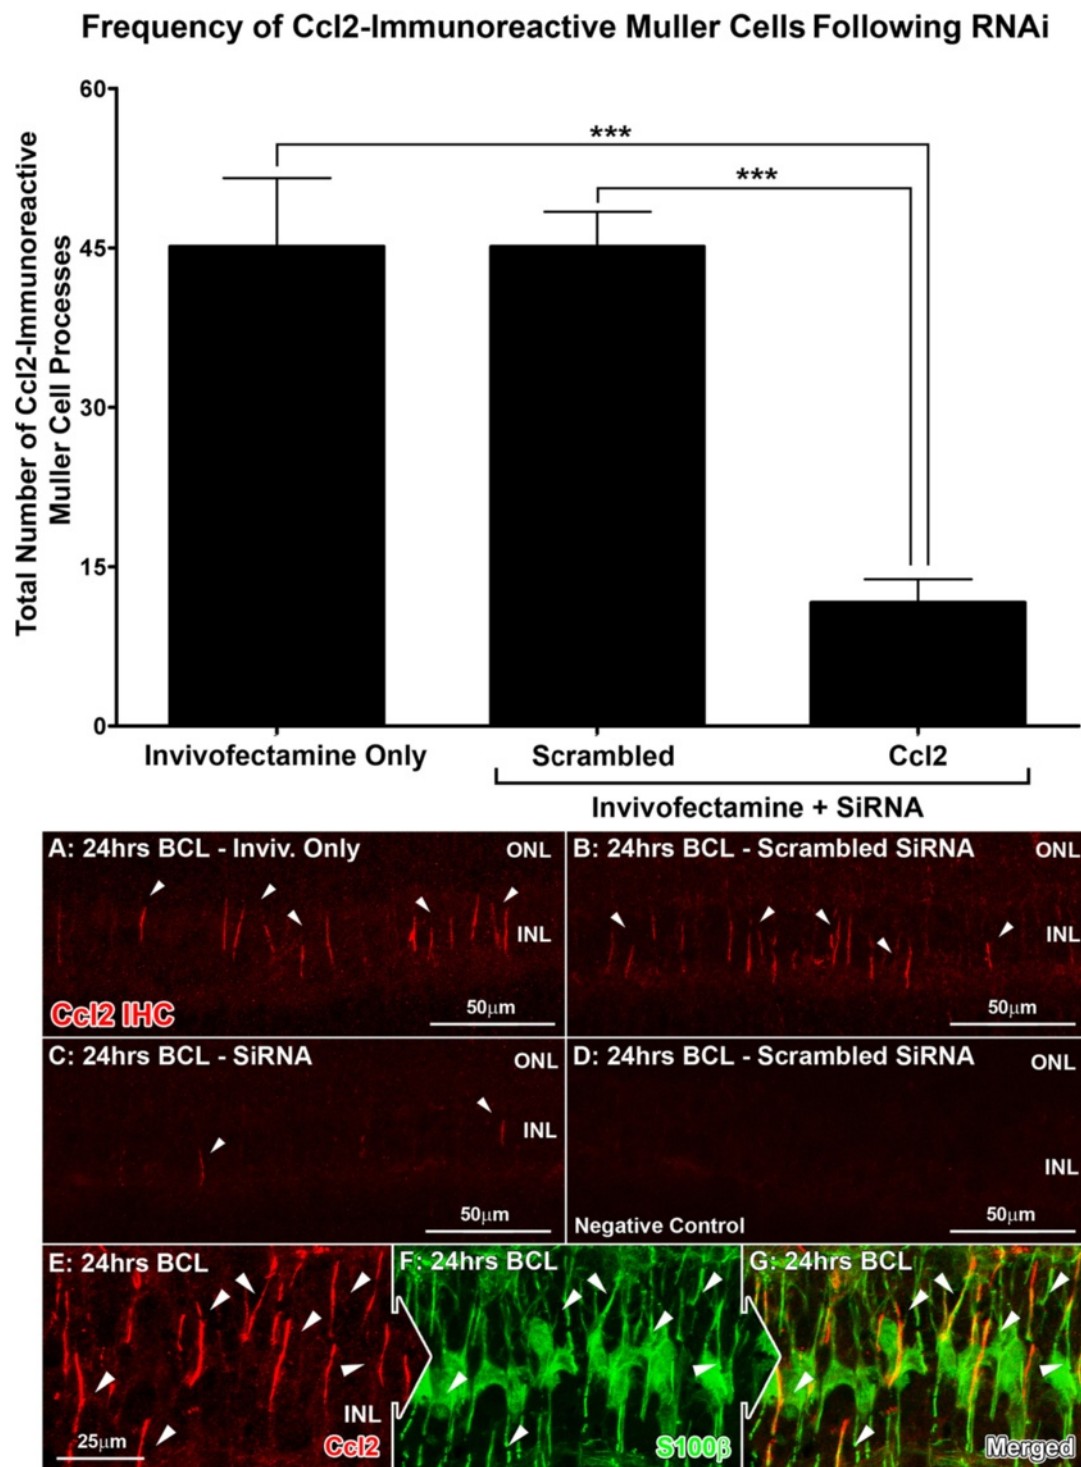 Frequency of Ccl2-Immunoreactive Muller Cells Following RNAi
Total Number of Ccl2-Immunoreactive
Muller Cell Processes
60
45
30
15
0
***
***
Invivofectamine Only
Scrambled
Ccl2
Invivofectamine + SiRNA
A: 24hrs BCL - Inviv. Only
ONL
INL
Ccl2 IHC
50μm
B: 24hrs BCL - Scrambled SiRNA
ONL
INL
50μm
C: 24hrs BCL - SiRNA
ONL
INL
50μm
D: 24hrs BCL - Scrambled SiRNA
ONL
INL
Negative Control
50μm
E: 24hrs BCL
INL
25μm
Ccl2
F: 24hrs BCL
S100β
G: 24hrs BCL
Merged